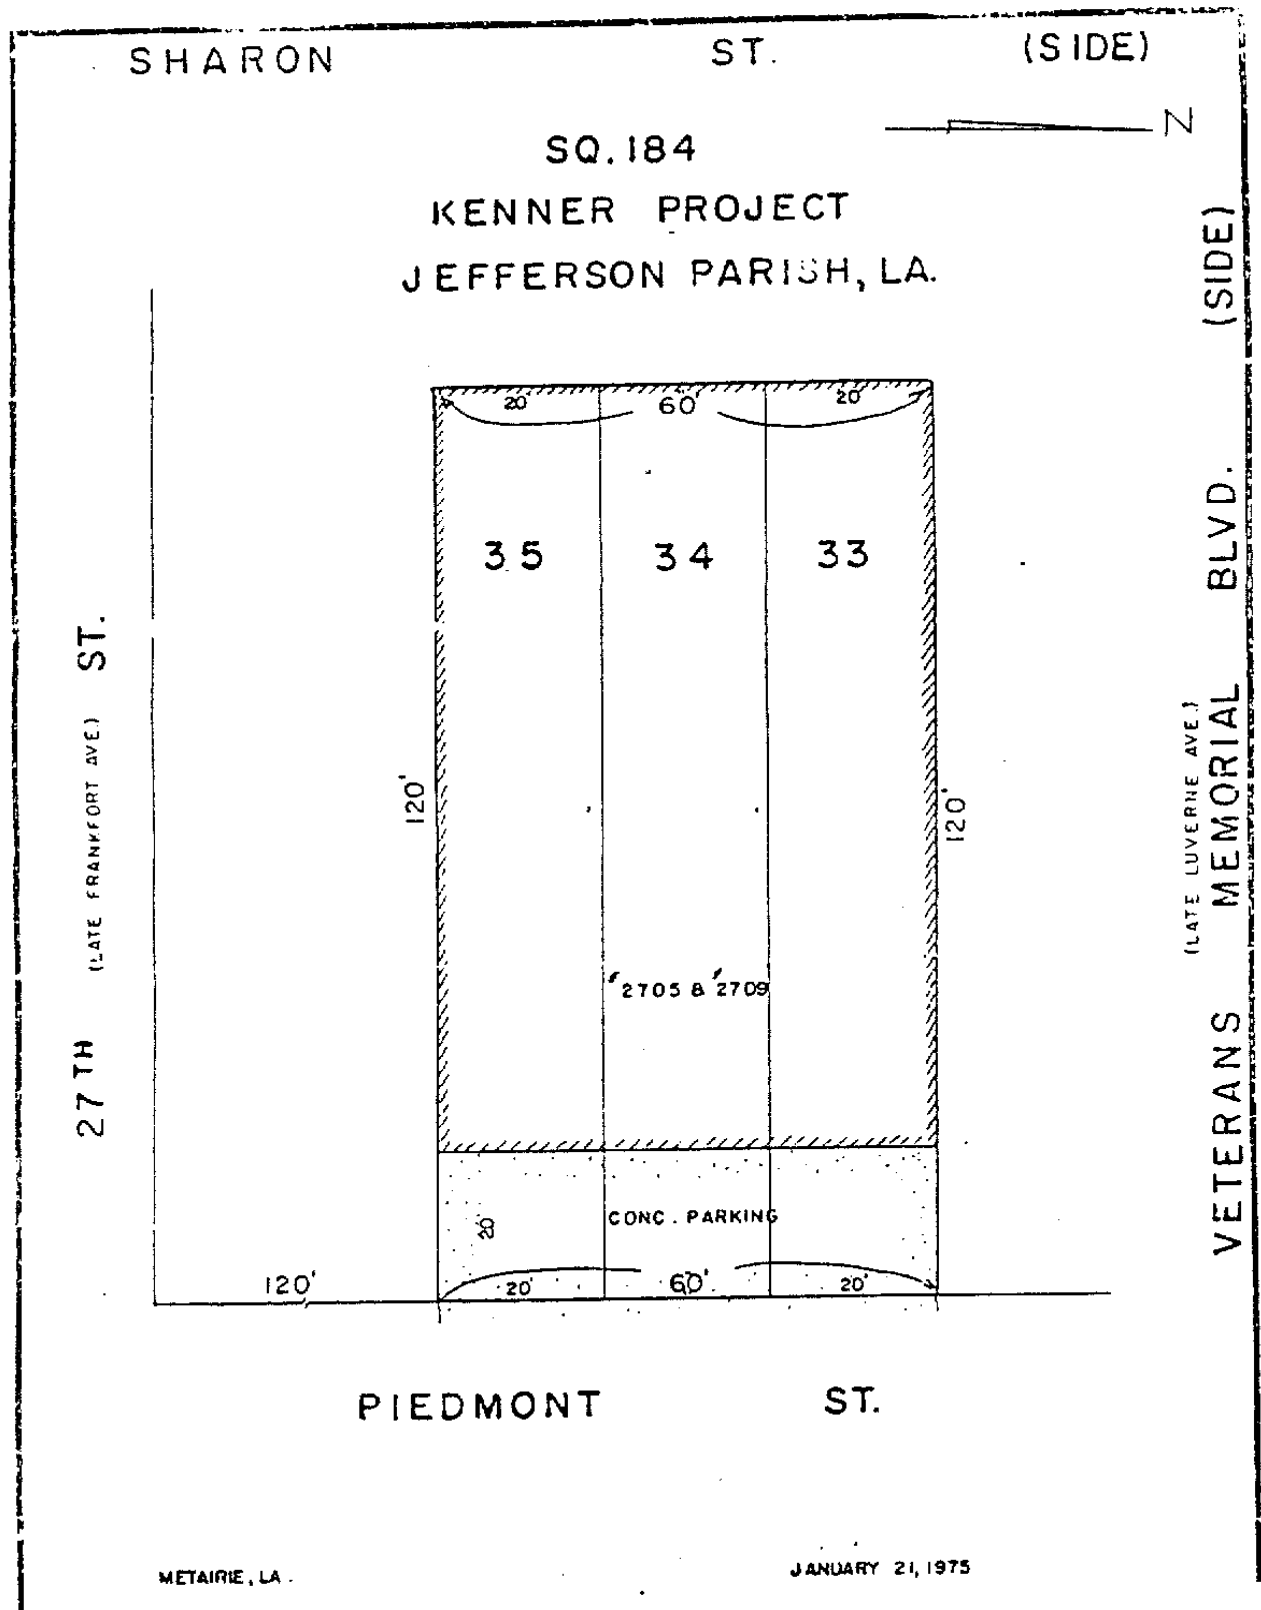 SHARON ST. (SIDE)
N
SQ. 184
KENNER PROJECT
JEFFERSON PARISH, LA.
20' 60' 20'
35 34 33
120'
120'
27TH ST.
(LATE FRANKFORT AVE.)
VETERANS MEMORIAL BLVD. (SIDE)
(LATE LUVERNE AVE.)
#2705 & #2709
20
CONC. PARKING
120' 20' 60' 20'
PIEDMONT ST.
METAIRIE, LA. JANUARY 21, 1975